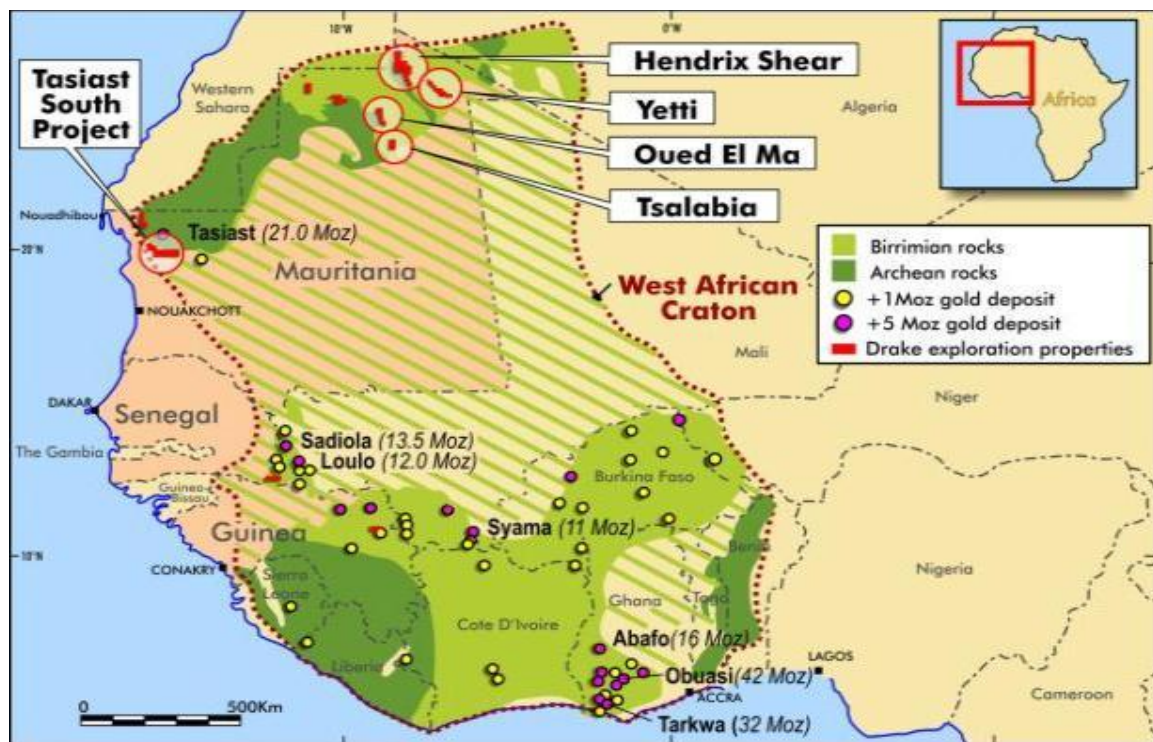 10°W
0°W
Tasiast
South
Project
Western
Sahara
Hendrix Shear
Yetti
Oued El Ma
Tsalabia
Algeria
Africa
Nouadhibou
20°N
Tasiast (21.0 Moz)
Mauritania
NOUAKCHOTT
West African
Craton
Birrimian rocks
Archean rocks
+1Moz gold deposit
+5 Moz gold deposit
Drake exploration properties
Mali
Niger
DAKAR
Senegal
The Gambia
Guinea-
Bissau
Sadiola (13.5 Moz)
Loulo (12.0 Moz)
Burkina Faso
Guinea
Syama (11 Moz)
10°N
CONAKRY
Sierra
Leone
Benin
Nigeria
Ghana
Togo
Cote D'Ivoire
Liberia
Abafo (16 Moz)
Obuasi (42 Moz)
LAGOS
ACCRA
Cameroon
Tarkwa (32 Moz)
0
500Km